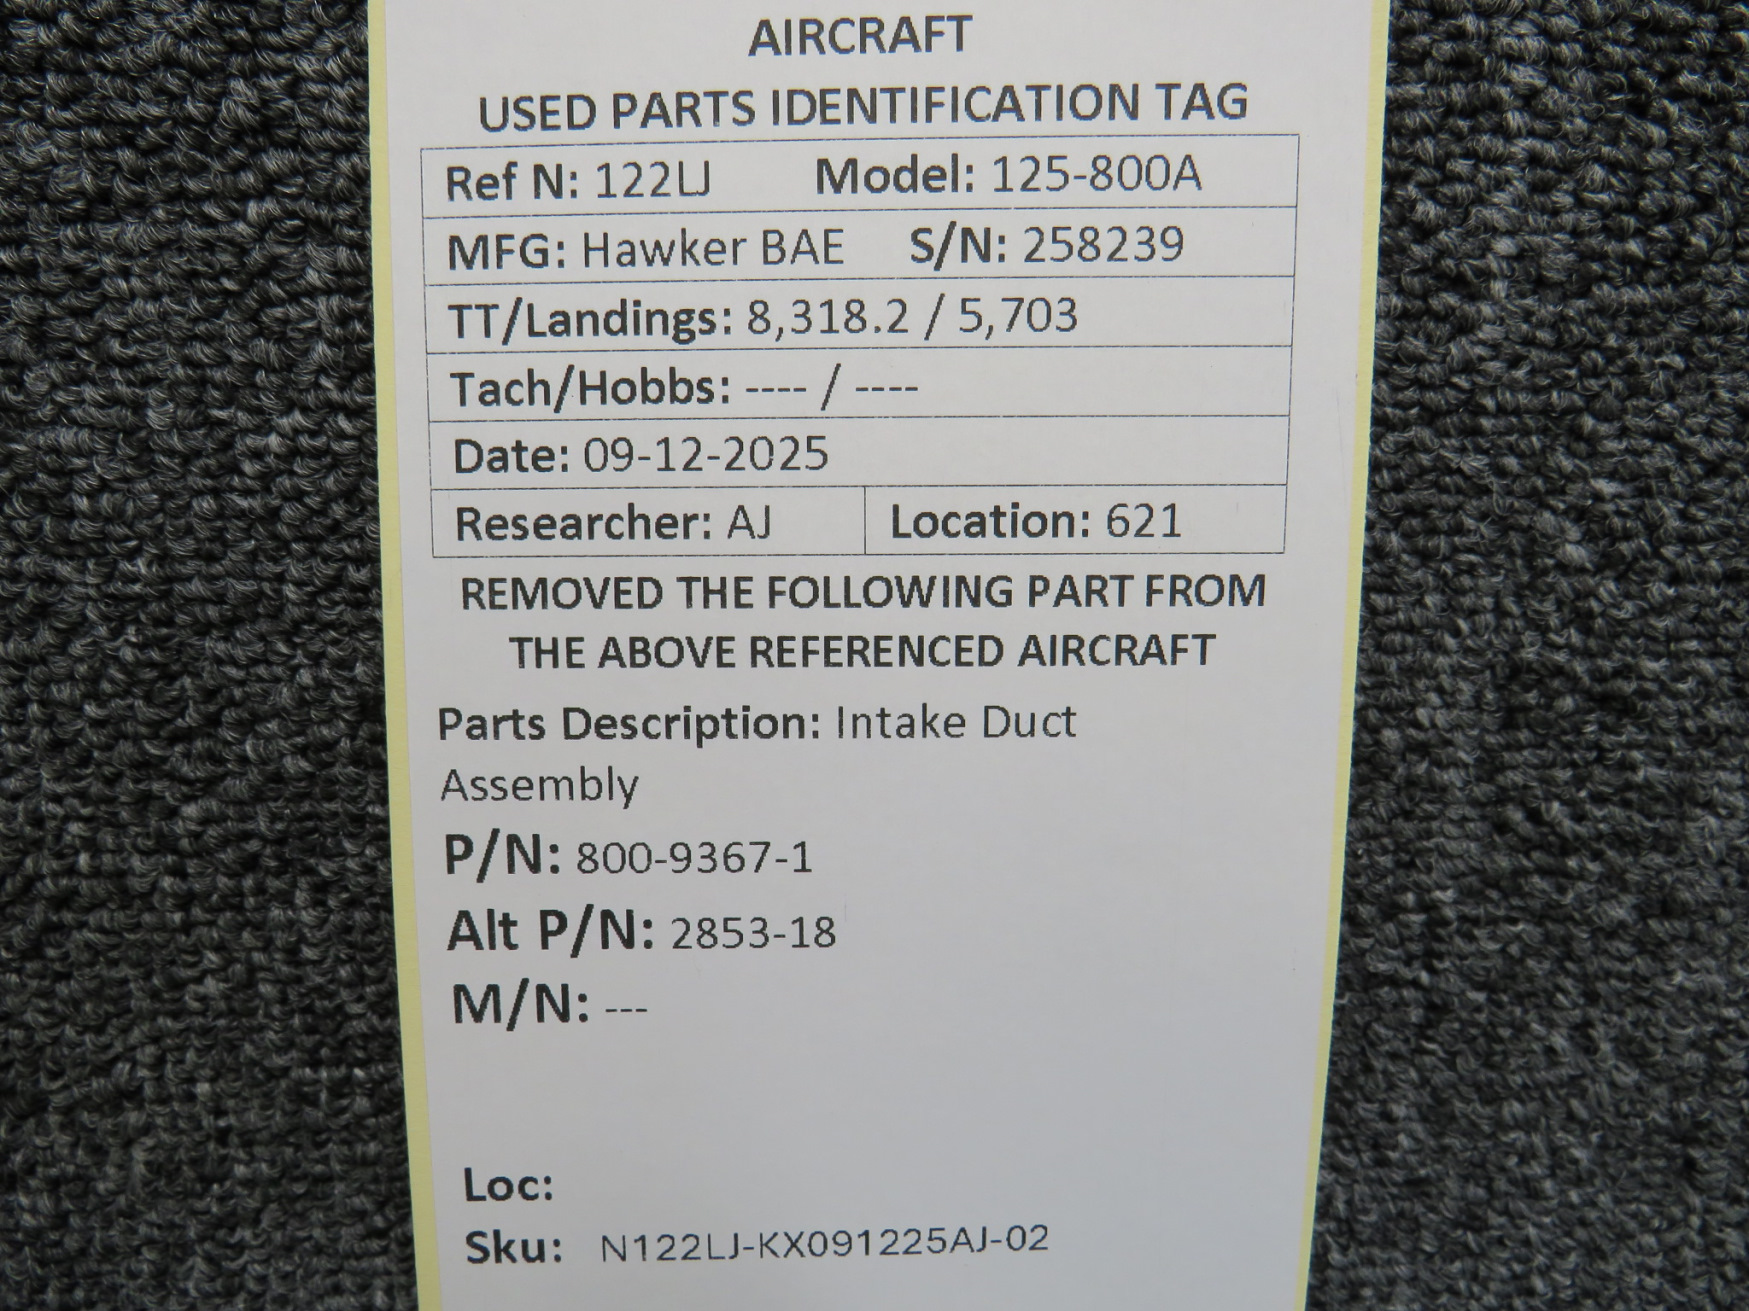 AIRCRAFT
USED PARTS IDENTIFICATION TAG
Ref N: 122LJ Model: 125-800A
MFG: Hawker BAE S/N: 258239
TT/Landings: 8,318.2 / 5,703
Tach/Hobbs: ---- / ----
Date: 09-12-2025
Researcher: AJ Location: 621
REMOVED THE FOLLOWING PART FROM
THE ABOVE REFERENCED AIRCRAFT
Parts Description: Intake Duct
Assembly
P/N: 800-9367-1
Alt P/N: 2853-18
M/N: ---
Loc:
Sku: N122LJ-KX091225AJ-02